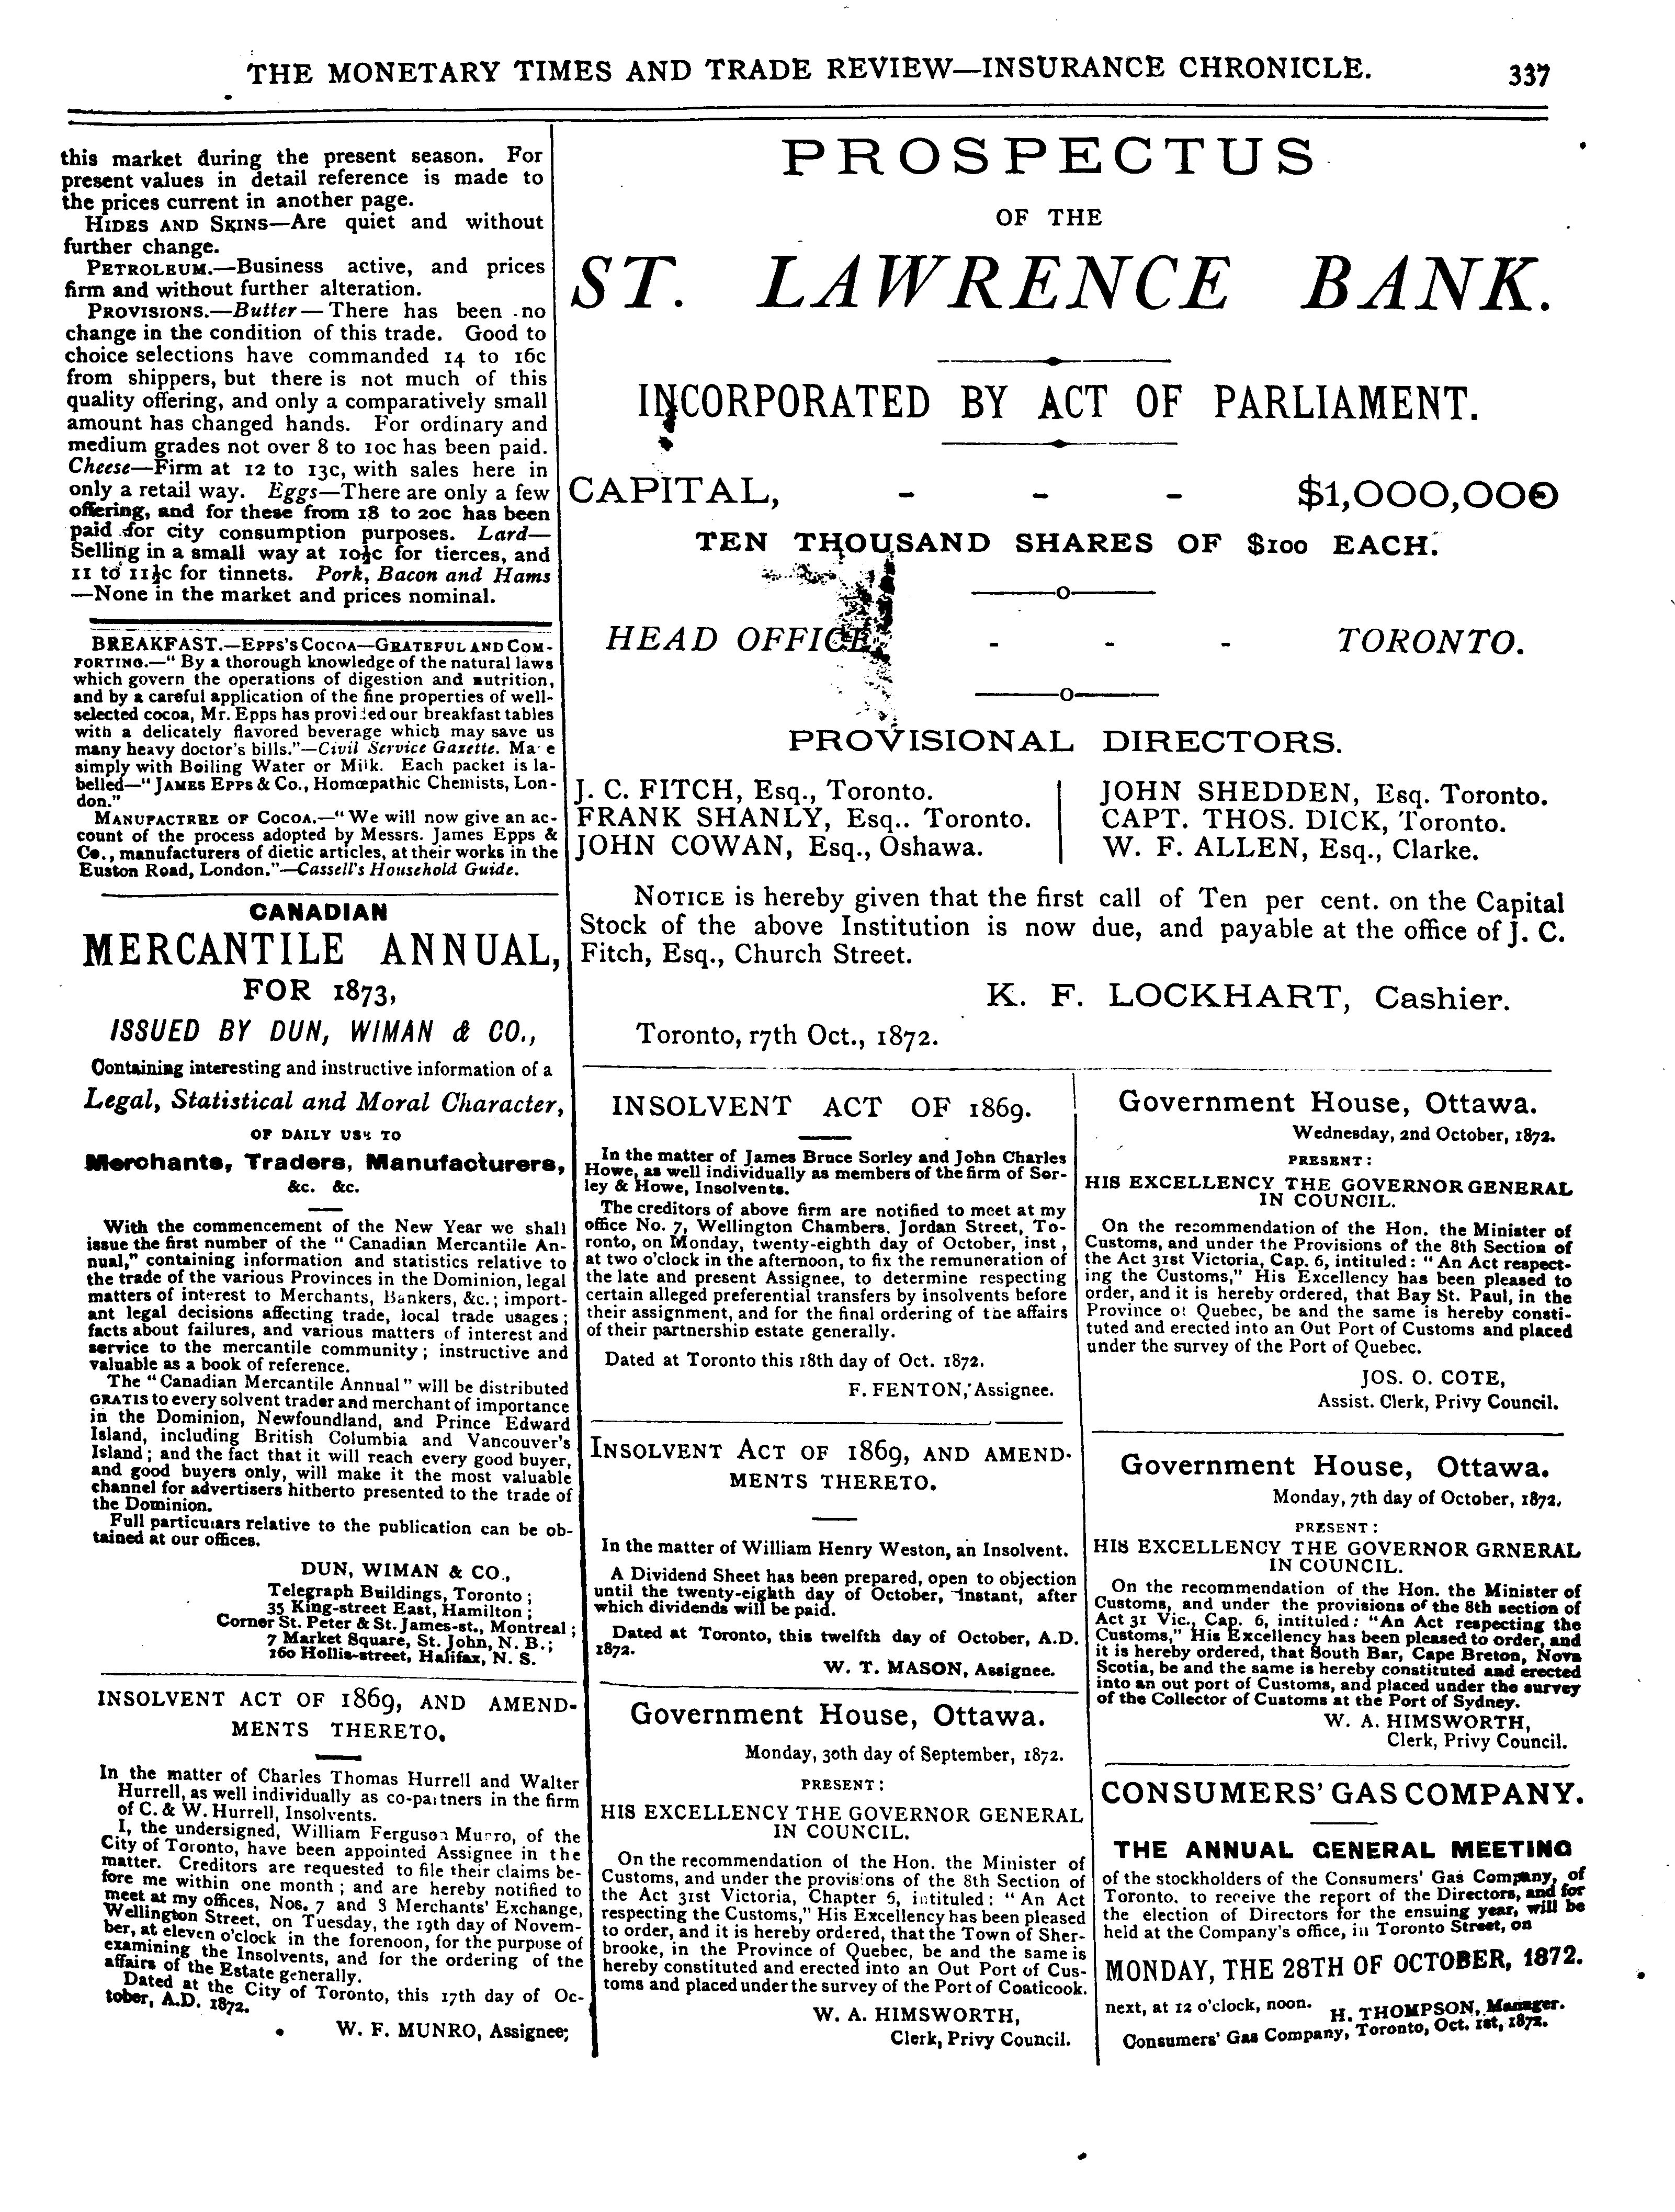 THE MONETARY TIMES AND TRADE REVIEW—INSURANCE CHRONICLE. 337
this market during the present season. For
present values in detail reference is made to
the prices current in another page.
HIDES AND SKINS—Are quiet and without
further change.
PETROLEUM.—Business active, and prices
firm and without further alteration.
PROVISIONS.—Butter—There has been no
change in the condition of this trade. Good to
choice selections have commanded 14 to 16c
from shippers, but there is not much of this
quality offering, and only a comparatively small
amount has changed hands. For ordinary and
medium grades not over 8 to 10c has been paid.
Cheese—Firm at 12 to 13c, with sales here in
only a retail way. Eggs—There are only a few
offering, and for these from 18 to 20c has been
paid for city consumption purposes. Lard—
Selling in a small way at 10½c for tierces, and
11 to 11½c for tinnets. Pork, Bacon and Hams
—None in the market and prices nominal.
BREAKFAST.—EPPS'S COCOA—GRATEFUL AND COM-
FORTING.—"By a thorough knowledge of the natural laws
which govern the operations of digestion and nutrition,
and by a careful application of the fine properties of well-
selected cocoa, Mr. Epps has provided our breakfast tables
with a delicately flavored beverage which may save us
many heavy doctor's bills."—Civil Service Gazette. Ma e
simply with Boiling Water or Milk. Each packet is la-
belled—"JAMES EPPS & Co., Homœpathic Chemists, Lon-
don."
MANUFACTREE OF COCOA.—"We will now give an ac-
count of the process adopted by Messrs. James Epps &
Co., manufacturers of dietic articles, at their works in the
Euston Road, London."—Cassell's Household Guide.
CANADIAN
MERCANTILE ANNUAL,
FOR 1873,
ISSUED BY DUN, WIMAN & CO.,
Containing interesting and instructive information of a
Legal, Statistical and Moral Character,
OF DAILY USE TO
Merchants, Traders, Manufacturers,
&c. &c.
With the commencement of the New Year we shall
issue the first number of the "Canadian Mercantile An-
nual," containing information and statistics relative to
the trade of the various Provinces in the Dominion, legal
matters of interest to Merchants, Bankers, &c.; import-
ant legal decisions affecting trade, local trade usages;
facts about failures, and various matters of interest and
service to the mercantile community; instructive and
valuable as a book of reference.
The "Canadian Mercantile Annual" will be distributed
GRATIS to every solvent trader and merchant of importance
in the Dominion, Newfoundland, and Prince Edward
Island, including British Columbia and Vancouver's
Island; and the fact that it will reach every good buyer,
and good buyers only, will make it the most valuable
channel for advertisers hitherto presented to the trade of
the Dominion.
Full particulars relative to the publication can be ob-
tained at our offices.
DUN, WIMAN & CO.,
Telegraph Buildings, Toronto;
35 King-street East, Hamilton;
Corner St. Peter & St. James-st., Montreal;
7 Market Square, St. John, N. B.;
160 Hollis-street, Halifax, N. S.
INSOLVENT ACT OF 1869, AND AMEND-
MENTS THERETO.
In the matter of Charles Thomas Hurrell and Walter
Hurrell, as well individually as co-partners in the firm
of C. & W. Hurrell, Insolvents.
I, the undersigned, William Ferguson Munro, of the
City of Toronto, have been appointed Assignee in the
matter. Creditors are requested to file their claims be-
fore me within one month; and are hereby notified to
meet at my offices, Nos. 7 and 8 Merchants' Exchange,
Wellington Street, on Tuesday, the 19th day of Novem-
ber, at eleven o'clock in the forenoon, for the purpose of
examining the Insolvents, and for the ordering of the
affairs of the Estate generally.
Dated at the City of Toronto, this 17th day of Oc-
tober, A.D. 1872.
W. F. MUNRO, Assignee;
PROSPECTUS
OF THE
ST. LAWRENCE BANK.
INCORPORATED BY ACT OF PARLIAMENT.
CAPITAL, - - - $1,000,000
TEN THOUSAND SHARES OF $100 EACH.
HEAD OFFICE, - - - TORONTO.
PROVISIONAL DIRECTORS.
J. C. FITCH, Esq., Toronto.
FRANK SHANLY, Esq.. Toronto.
JOHN COWAN, Esq., Oshawa.
JOHN SHEDDEN, Esq. Toronto.
CAPT. THOS. DICK, Toronto.
W. F. ALLEN, Esq., Clarke.
NOTICE is hereby given that the first call of Ten per cent. on the Capital
Stock of the above Institution is now due, and payable at the office of J. C.
Fitch, Esq., Church Street.
K. F. LOCKHART, Cashier.
Toronto, 17th Oct., 1872.
INSOLVENT ACT OF 1869.
In the matter of James Bruce Sorley and John Charles
Howe, as well individually as members of the firm of Sor-
ley & Howe, Insolvents.
The creditors of above firm are notified to meet at my
office No. 7, Wellington Chambers. Jordan Street, To-
ronto, on Monday, twenty-eighth day of October, inst,
at two o'clock in the afternoon, to fix the remuneration of
the late and present Assignee, to determine respecting
certain alleged preferential transfers by insolvents before
their assignment, and for the final ordering of the affairs
of their partnership estate generally.
Dated at Toronto this 18th day of Oct. 1872.
F. FENTON, Assignee.
INSOLVENT ACT OF 1869, AND AMEND-
MENTS THERETO.
In the matter of William Henry Weston, an Insolvent.
A Dividend Sheet has been prepared, open to objection
until the twenty-eighth day of October, instant, after
which dividends will be paid.
Dated at Toronto, this twelfth day of October, A.D.
1872.
W. T. MASON, Assignee.
Government House, Ottawa.
Monday, 30th day of September, 1872.
PRESENT:
HIS EXCELLENCY THE GOVERNOR GENERAL
IN COUNCIL.
On the recommendation of the Hon. the Minister of
Customs, and under the provisions of the 8th Section of
the Act 31st Victoria, Chapter 6, intituled: "An Act
respecting the Customs," His Excellency has been pleased
to order, and it is hereby ordered, that the Town of Sher-
brooke, in the Province of Quebec, be and the same is
hereby constituted and erected into an Out Port of Cus-
toms and placed under the survey of the Port of Coaticook.
W. A. HIMSWORTH,
Clerk, Privy Council.
Government House, Ottawa.
Wednesday, 2nd October, 1872.
PRESENT:
HIS EXCELLENCY THE GOVERNOR GENERAL
IN COUNCIL.
On the recommendation of the Hon. the Minister of
Customs, and under the Provisions of the 8th Section of
the Act 31st Victoria, Cap. 6, intituled: "An Act respect-
ing the Customs," His Excellency has been pleased to
order, and it is hereby ordered, that Bay St. Paul, in the
Province of Quebec, be and the same is hereby consti-
tuted and erected into an Out Port of Customs and placed
under the survey of the Port of Quebec.
JOS. O. COTE,
Assist. Clerk, Privy Council.
Government House, Ottawa.
Monday, 7th day of October, 1872.
PRESENT:
HIS EXCELLENCY THE GOVERNOR GRNERAL
IN COUNCIL.
On the recommendation of the Hon. the Minister of
Customs, and under the provisions of the 8th section of
Act 31 Vic., Cap. 6, intituled: "An Act respecting the
Customs," His Excellency has been pleased to order, and
it is hereby ordered, that South Bar, Cape Breton, Nova
Scotia, be and the same is hereby constituted and erected
into an out port of Customs, and placed under the survey
of the Collector of Customs at the Port of Sydney.
W. A. HIMSWORTH,
Clerk, Privy Council.
CONSUMERS' GAS COMPANY.
THE ANNUAL GENERAL MEETING
of the stockholders of the Consumers' Gas Company, of
Toronto, to receive the report of the Directors, and for
the election of Directors for the ensuing year, will be
held at the Company's office, in Toronto Street, on
MONDAY, THE 28TH OF OCTOBER, 1872.
next, at 12 o'clock, noon.
H. THOMPSON, Manager.
Consumers' Gas Company, Toronto, Oct. 1st, 1872.